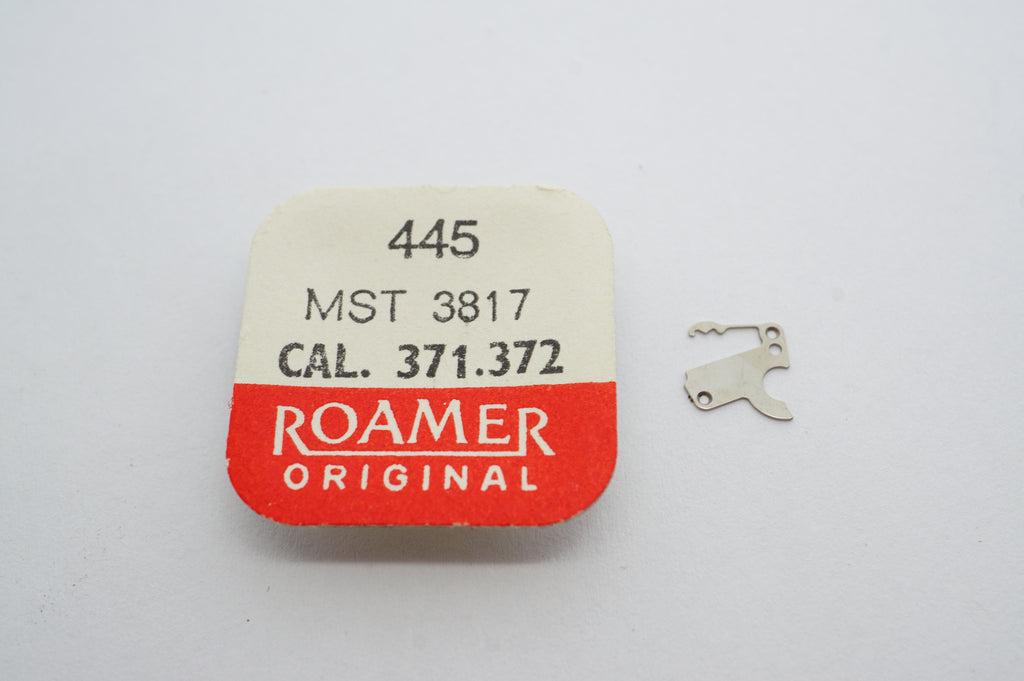 445
MST 3817
CAL. 371.372
ROAMER
ORIGINAL